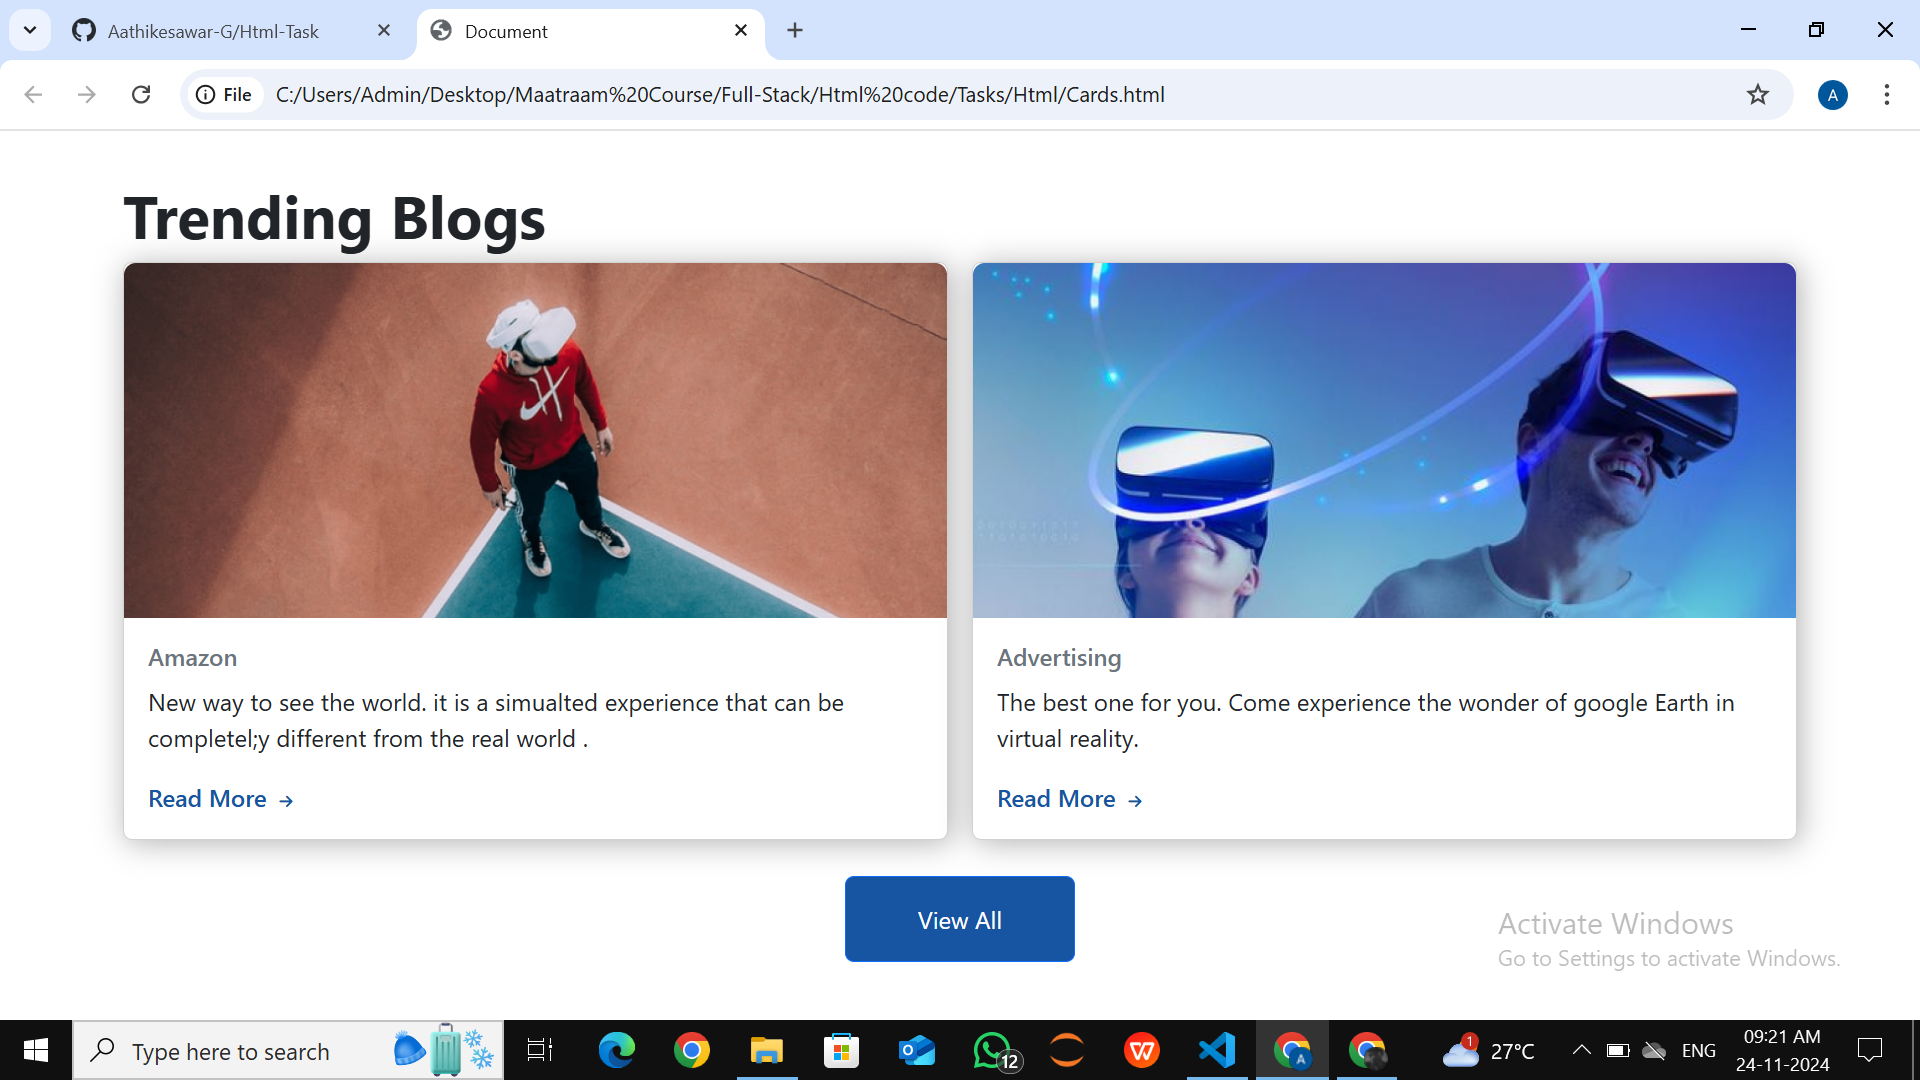 Aathikesawar-G/Html-Task
Document
File
C:/Users/Admin/Desktop/Maatraam%20Course/Full-Stack/Html%20code/Tasks/Html/Cards.html
A
Trending Blogs
Amazon
New way to see the world. it is a simualted experience that can be
completel;y different from the real world .
Read More →
Advertising
The best one for you. Come experience the wonder of google Earth in
virtual reality.
Read More →
View All
Activate Windows
Go to Settings to activate Windows.
Type here to search
12
A
1
27°C
ENG
09:21 AM
24-11-2024